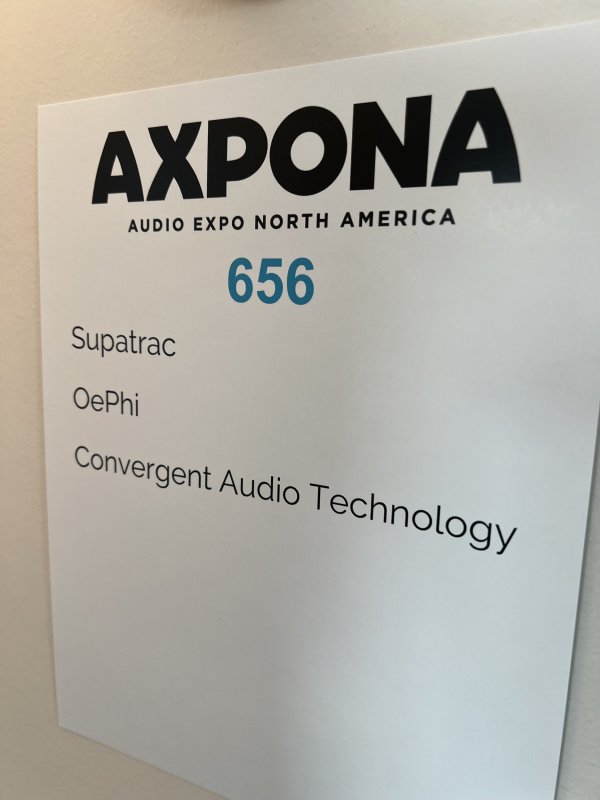 AXPONA
AUDIO EXPO NORTH AMERICA
656
Supatrac
OePhi
Convergent Audio Technology